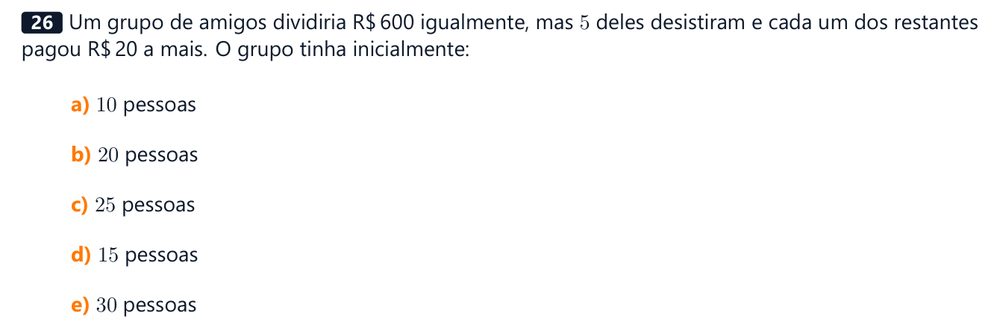 26 Um grupo de amigos dividiria R$ 600 igualmente, mas 5 deles desistiram e cada um dos restantes
pagou R$ 20 a mais. O grupo tinha inicialmente:
a) 10 pessoas
b) 20 pessoas
c) 25 pessoas
d) 15 pessoas
e) 30 pessoas